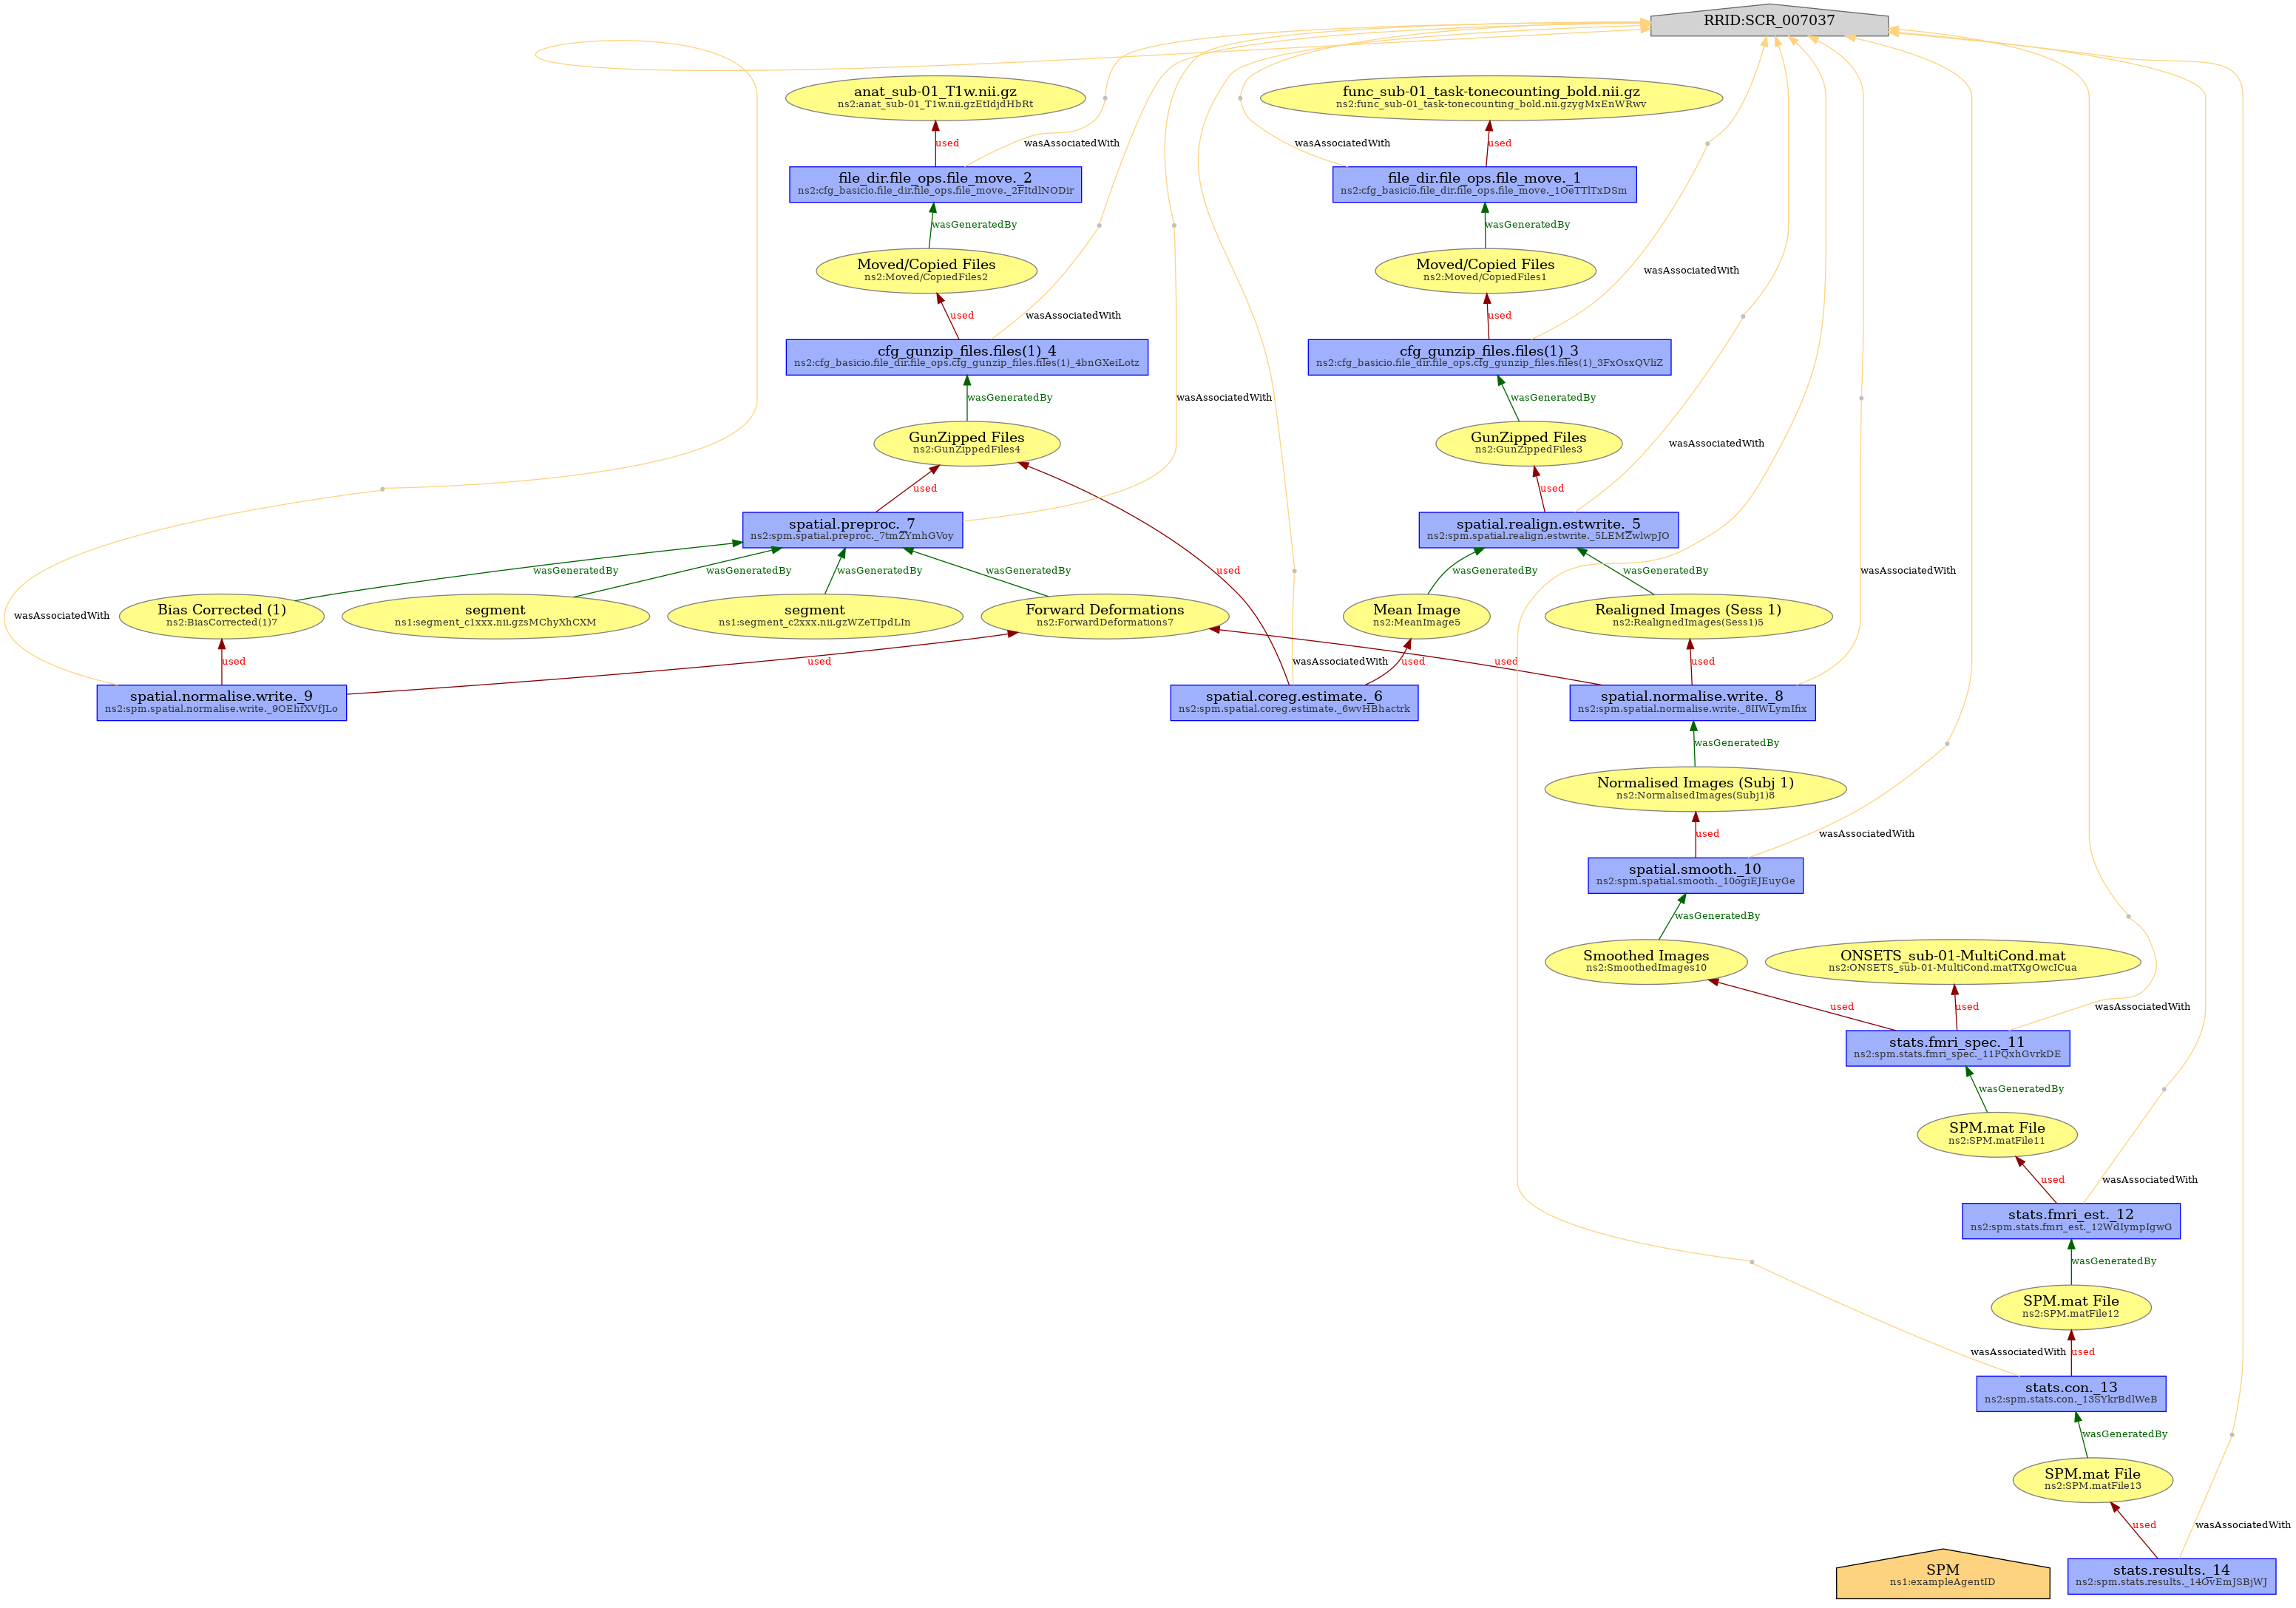 RRID:SCR_007037
anat_sub-01_T1w.nii.gz
ns2:anat_sub-01_T1w.nii.gzEtIdjdHbRt
func_sub-01_task-tonecounting_bold.nii.gz
ns2:func_sub-01_task-tonecounting_bold.nii.gzygMxEnWRwv
used
wasAssociatedWith
wasAssociatedWith
used
file_dir.file_ops.file_move._2
ns2:cfg_basicio.file_dir.file_ops.file_move._2FItdlNODir
file_dir.file_ops.file_move._1
ns2:cfg_basicio.file_dir.file_ops.file_move._1OeTTlTxDSm
wasGeneratedBy
wasGeneratedBy
Moved/Copied Files
ns2:Moved/CopiedFiles2
Moved/Copied Files
ns2:Moved/CopiedFiles1
wasAssociatedWith
used
wasAssociatedWith
used
cfg_gunzip_files.files(1)_4
ns2:cfg_basicio.file_dir.file_ops.cfg_gunzip_files.files(1)_4bnGXeiLotz
cfg_gunzip_files.files(1)_3
ns2:cfg_basicio.file_dir.file_ops.cfg_gunzip_files.files(1)_3FxOsxQVliZ
wasGeneratedBy
wasAssociatedWith
wasGeneratedBy
GunZipped Files
ns2:GunZippedFiles4
GunZipped Files
ns2:GunZippedFiles3
wasAssociatedWith
used
used
spatial.preproc._7
ns2:spm.spatial.preproc._7tmZYmhGVoy
spatial.realign.estwrite._5
ns2:spm.spatial.realign.estwrite._5LEMZwlwpJO
wasGeneratedBy
wasGeneratedBy
wasGeneratedBy
wasGeneratedBy
used
wasGeneratedBy
wasGeneratedBy
wasAssociatedWith
Bias Corrected (1)
ns2:BiasCorrected(1)7
segment
ns1:segment_c1xxx.nii.gzsMChyXhCXM
segment
ns1:segment_c2xxx.nii.gzWZeTIpdLIn
Forward Deformations
ns2:ForwardDeformations7
Mean Image
ns2:MeanImage5
Realigned Images (Sess 1)
ns2:RealignedImages(Sess1)5
wasAssociatedWith
used
used
wasAssociatedWith
used
used
used
spatial.normalise.write._9
ns2:spm.spatial.normalise.write._9OEhfXVfJLo
spatial.coreg.estimate._6
ns2:spm.spatial.coreg.estimate._6wvHBhactrk
spatial.normalise.write._8
ns2:spm.spatial.normalise.write._8IIWLymIfix
wasGeneratedBy
Normalised Images (Subj 1)
ns2:NormalisedImages(Subj1)8
used
wasAssociatedWith
spatial.smooth._10
ns2:spm.spatial.smooth._10ogiEJEuyGe
wasGeneratedBy
Smoothed Images
ns2:SmoothedImages10
ONSETS_sub-01-MultiCond.mat
ns2:ONSETS_sub-01-MultiCond.matTXgOwcICua
used
used
wasAssociatedWith
stats.fmri_spec._11
ns2:spm.stats.fmri_spec._11PQxhGvrkDE
wasGeneratedBy
SPM.mat File
ns2:SPM.matFile11
used
wasAssociatedWith
stats.fmri_est._12
ns2:spm.stats.fmri_est._12WdIympIgwG
wasGeneratedBy
SPM.mat File
ns2:SPM.matFile12
wasAssociatedWith
used
stats.con._13
ns2:spm.stats.con._13SYkrBdlWeB
wasGeneratedBy
SPM.mat File
ns2:SPM.matFile13
used
wasAssociatedWith
SPM
ns1:exampleAgentID
stats.results._14
ns2:spm.stats.results._14OvEmJSBjWJ